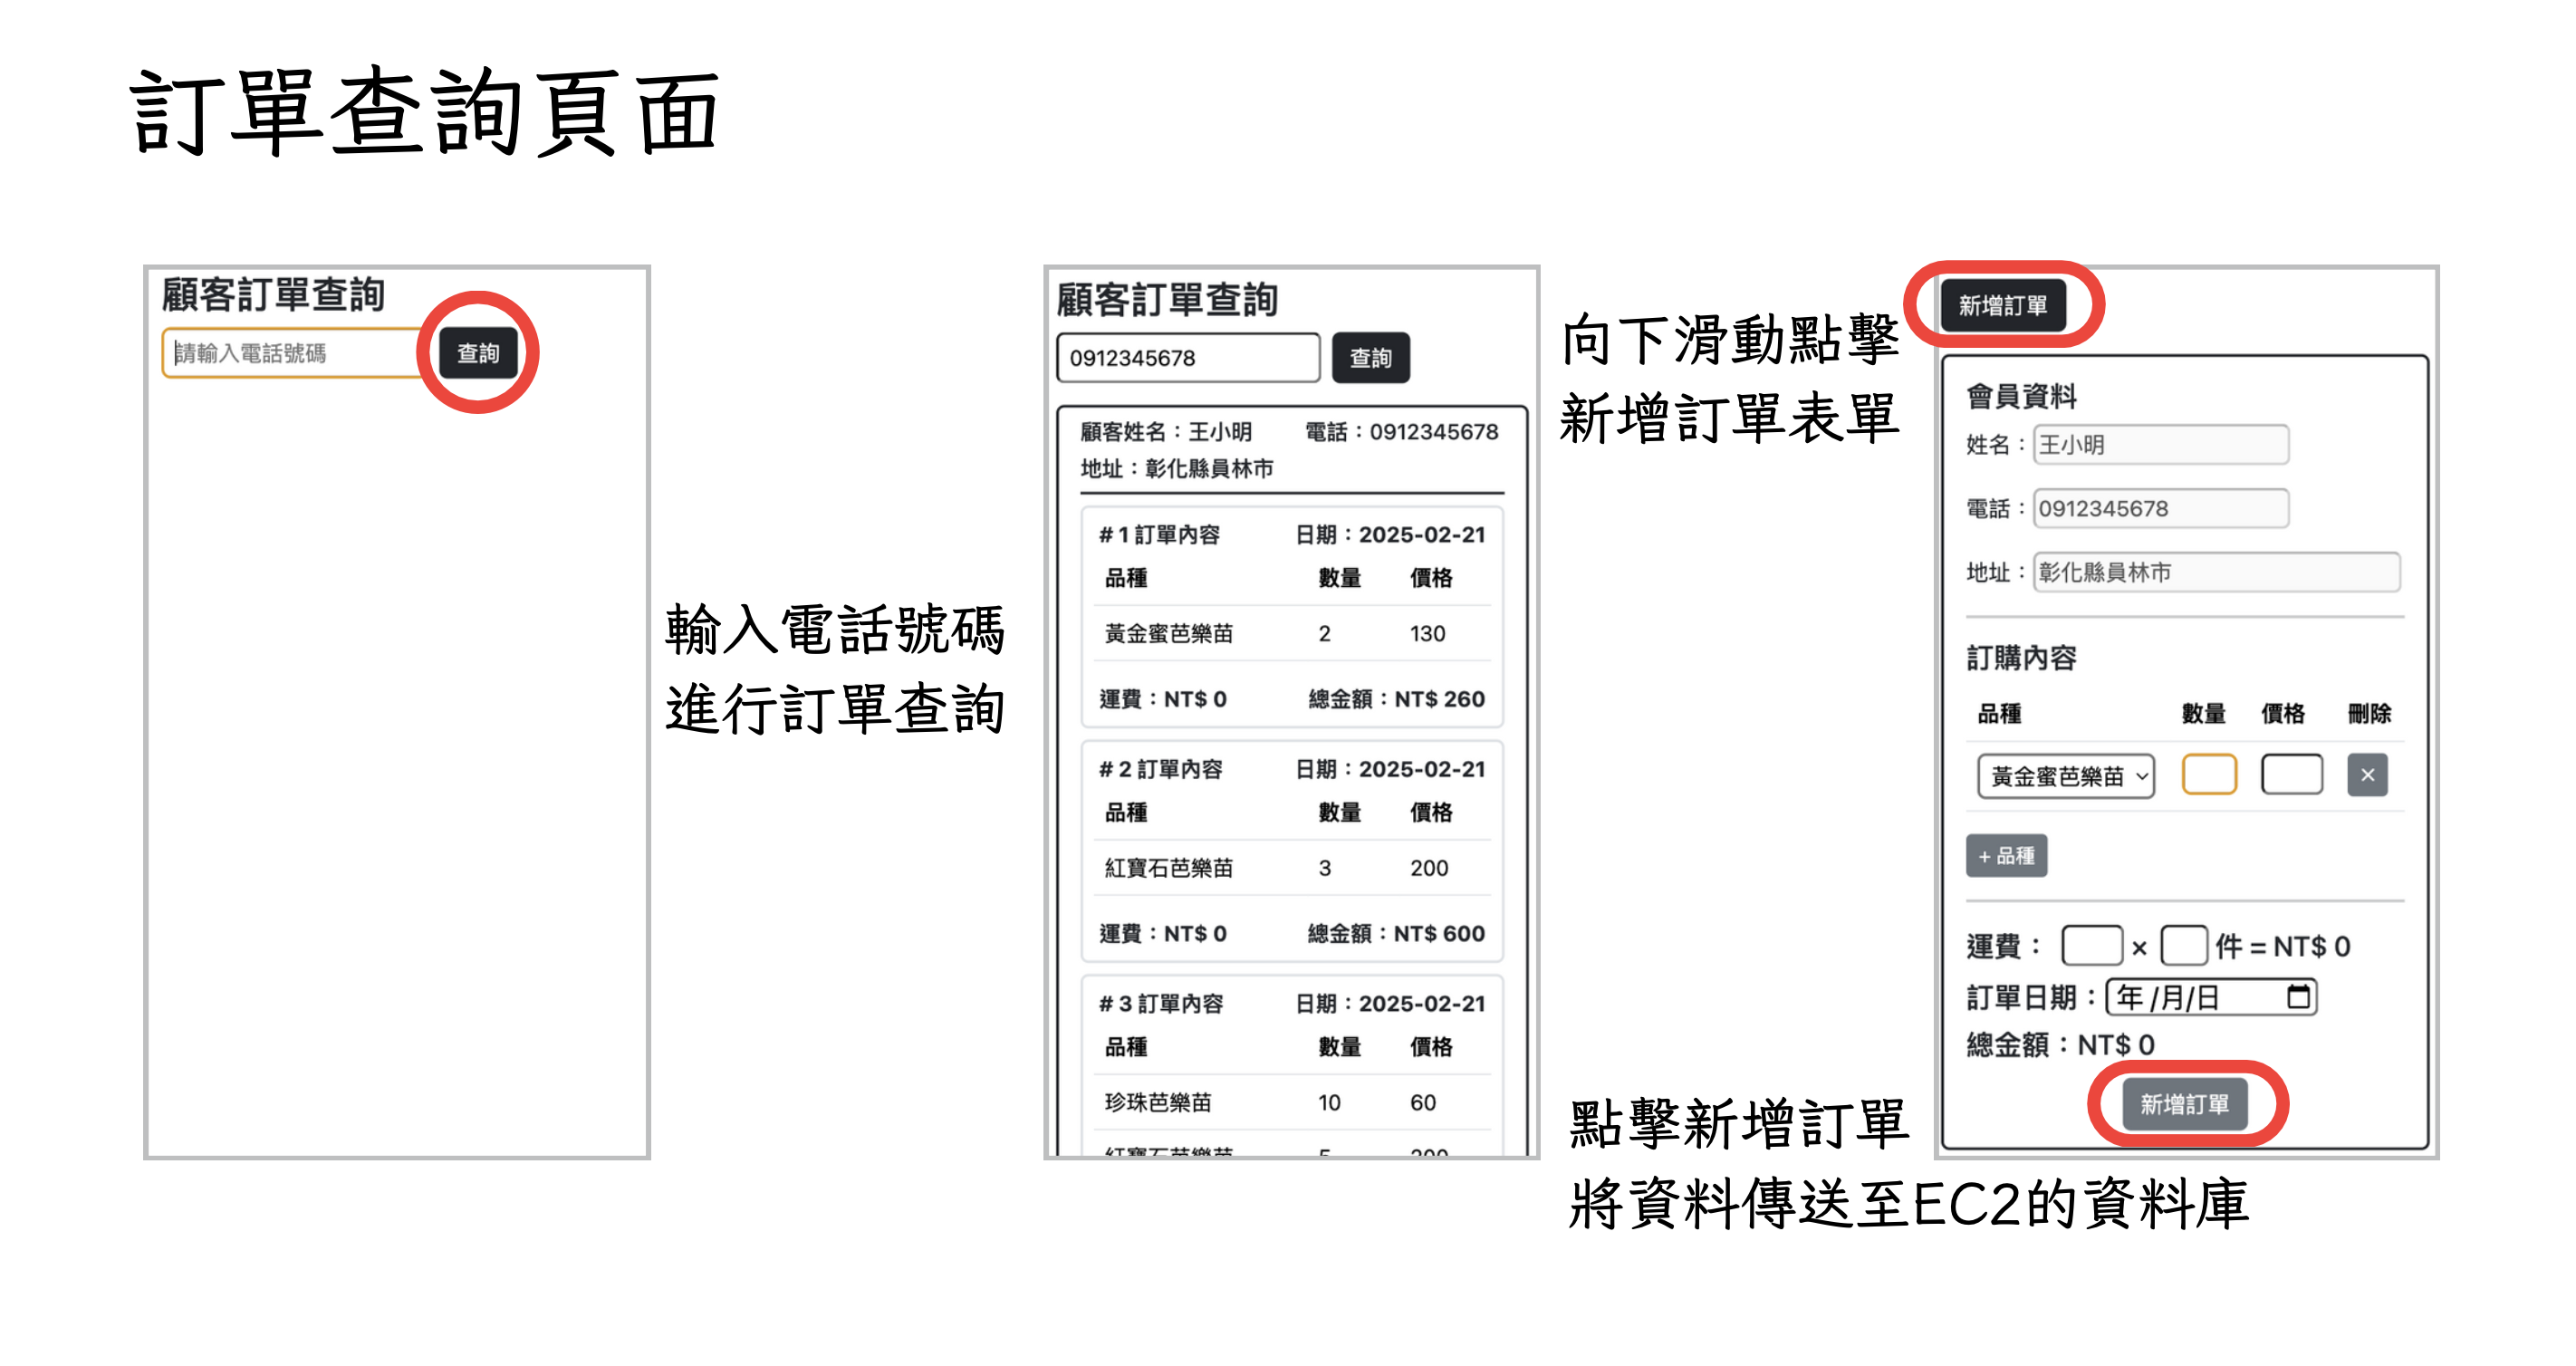 訂單查詢頁面
顧客訂單查詢
請輸入電話號碼 查詢
輸入電話號碼
進行訂單查詢
顧客訂單查詢
0912345678 查詢
顧客姓名：王小明 電話：0912345678
地址：彰化縣員林市
# 1 訂單內容 日期：2025-02-21
品種 數量 價格
黃金蜜芭樂苗 2 130
運費：NT$ 0 總金額：NT$ 260
# 2 訂單內容 日期：2025-02-21
品種 數量 價格
紅寶石芭樂苗 3 200
運費：NT$ 0 總金額：NT$ 600
# 3 訂單內容 日期：2025-02-21
品種 數量 價格
珍珠芭樂苗 10 60
紅寶石芭樂苗 5 200
向下滑動點擊
新增訂單表單
點擊新增訂單
將資料傳送至EC2的資料庫
新增訂單
會員資料
姓名：王小明
電話：0912345678
地址：彰化縣員林市
訂購內容
品種 數量 價格 刪除
黃金蜜芭樂苗 ×
+ 品種
運費： × 件 = NT$ 0
訂單日期：年 /月/日
總金額：NT$ 0
新增訂單